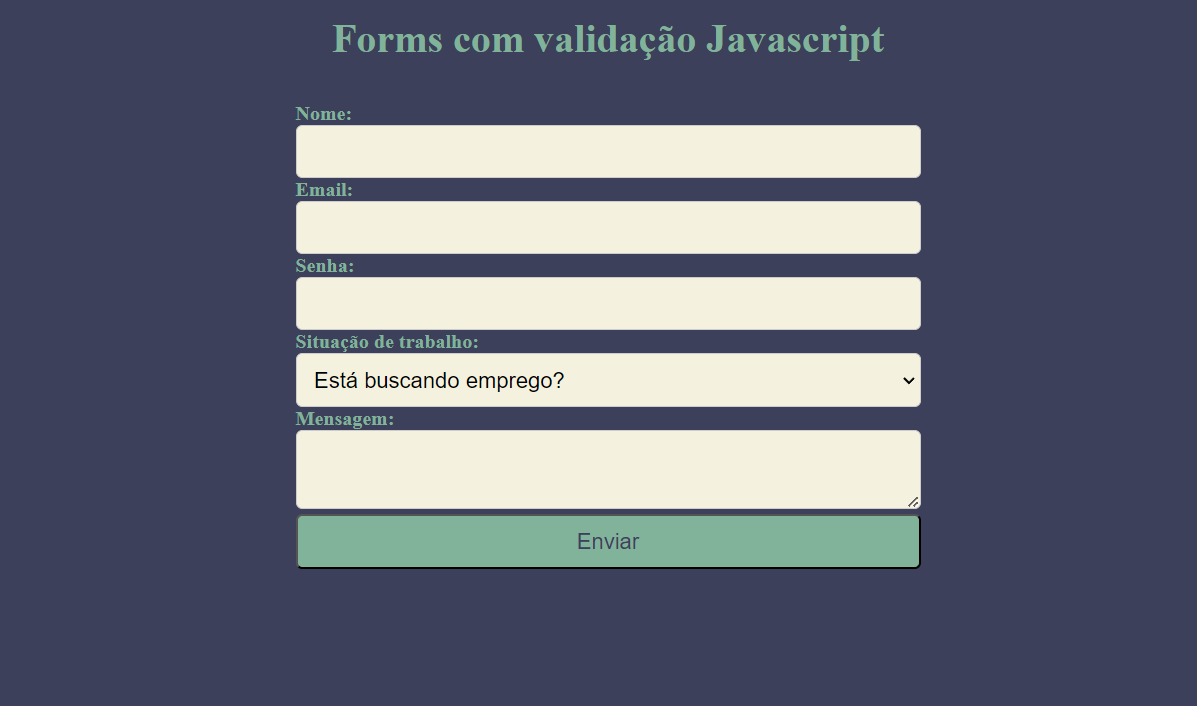 Forms com validação Javascript
Nome:
Email:
Senha:
Situação de trabalho:
Está buscando emprego?
Mensagem:
Enviar